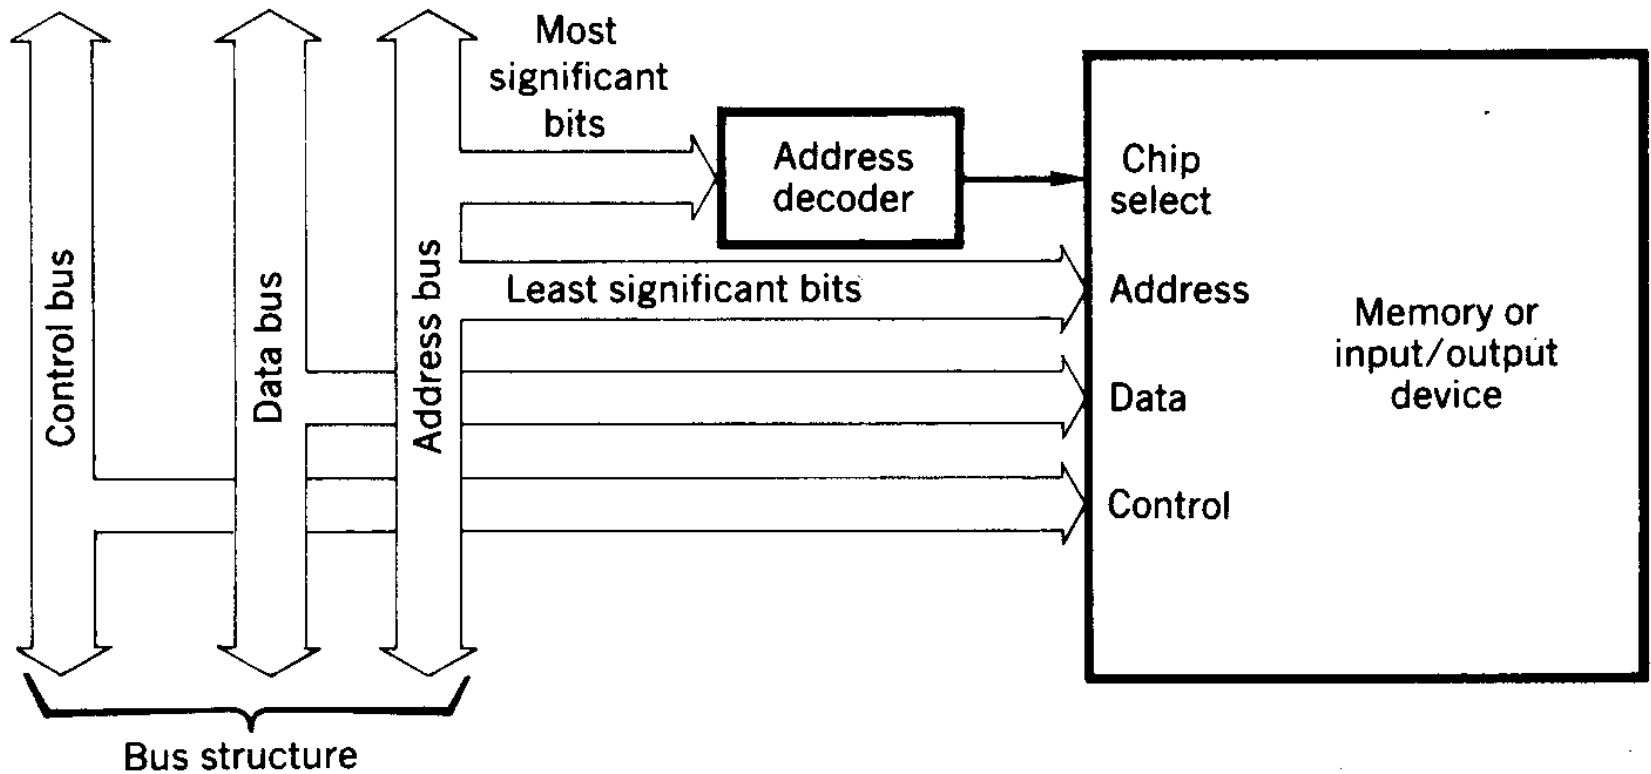 Most
significant
bits
Address
decoder
Chip
select
Control bus
Data bus
Address bus
Least significant bits
Address
Memory or
input/output
device
Data
Control
Bus structure